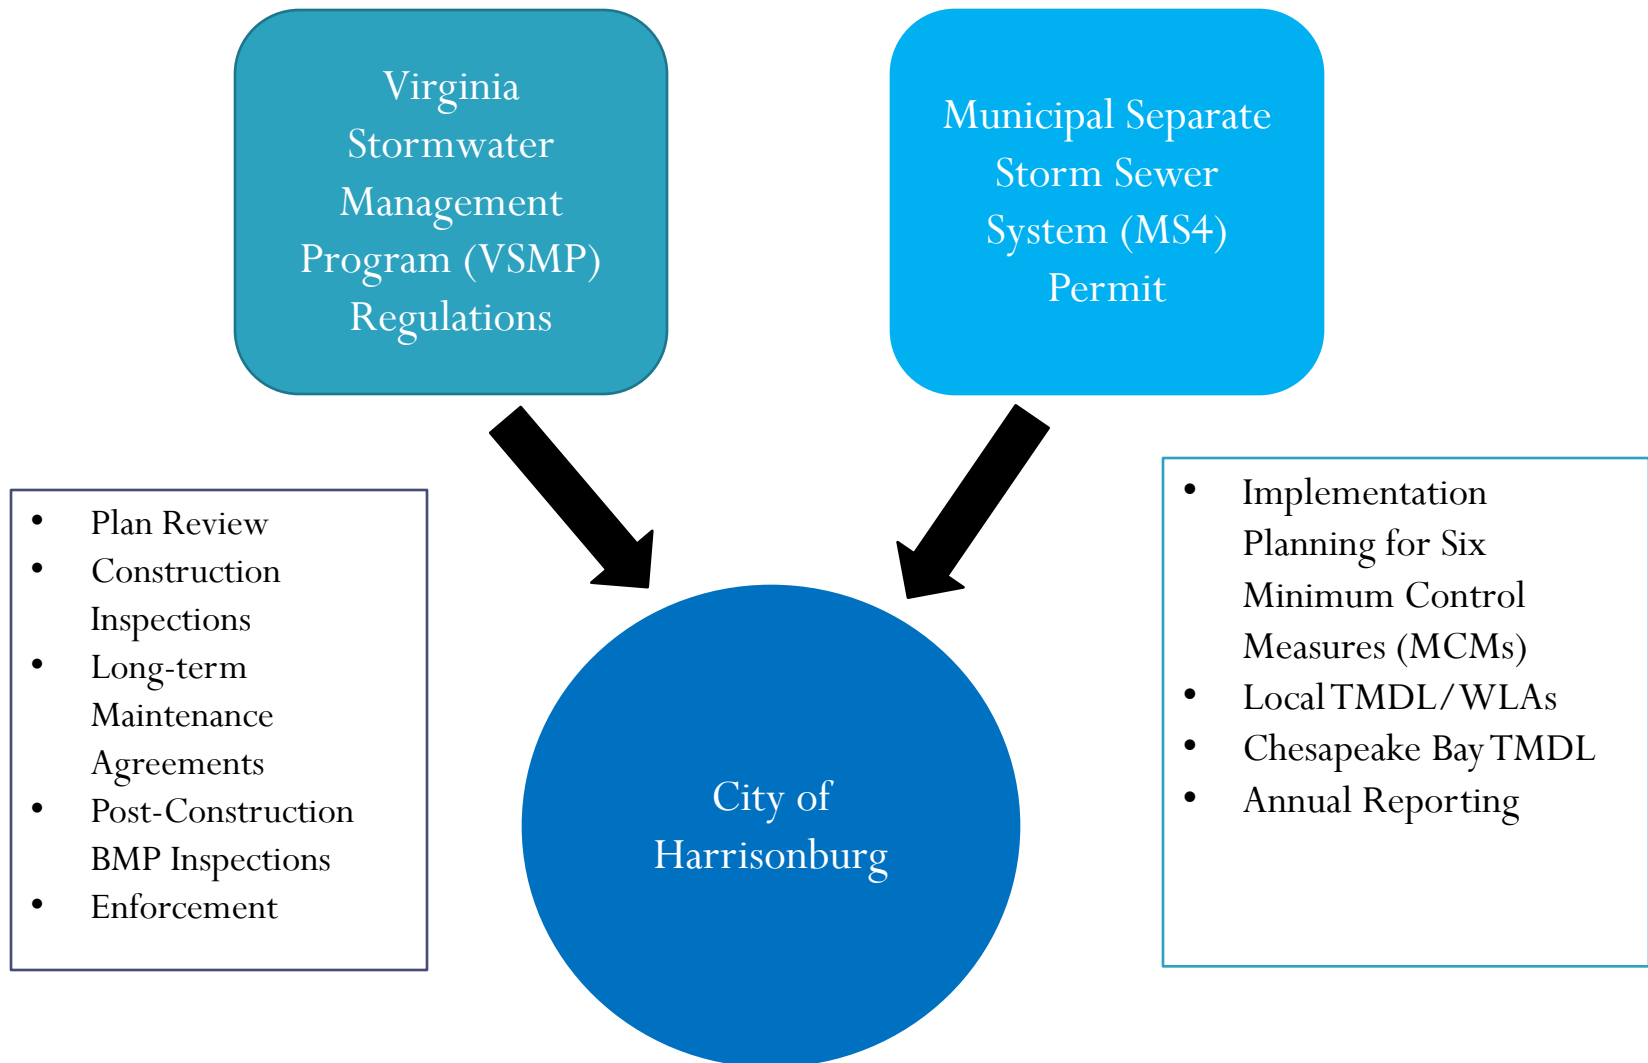 Virginia
Stormwater
Management
Program (VSMP)
Regulations
Municipal Separate
Storm Sewer
System (MS4)
Permit
• Plan Review
• Construction
Inspections
• Long-term
Maintenance
Agreements
• Post-Construction
BMP Inspections
• Enforcement
• Implementation
Planning for Six
Minimum Control
Measures (MCMs)
• Local TMDL/WLAs
• Chesapeake Bay TMDL
• Annual Reporting
City of
Harrisonburg